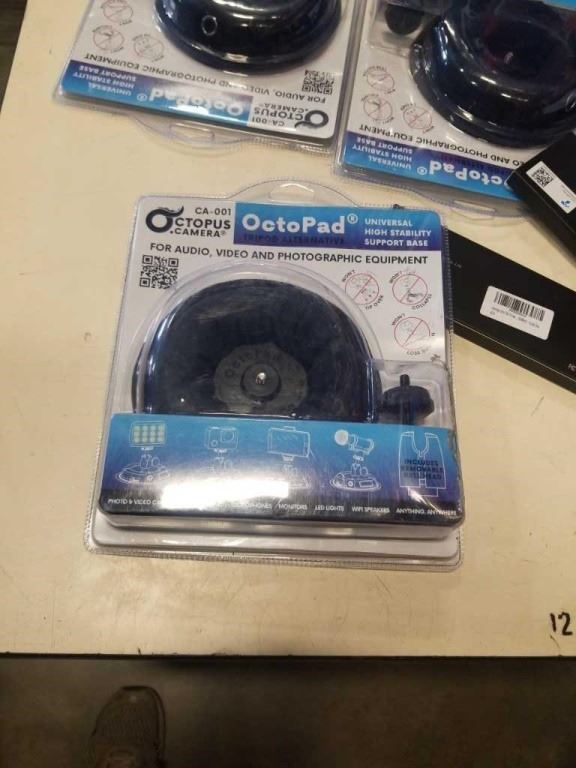 CA-001
OCTOPUS
.CAMERA®
OctoPad®
TRIPOD ALTERNATIVE
UNIVERSAL
HIGH STABILITY
SUPPORT BASE
FOR AUDIO, VIDEO AND PHOTOGRAPHIC EQUIPMENT
WON'T
TIP OVER
WON'T
COLLAPSE
WON'T
INCLUDES
REMOVABLE
BALLHEAD
PHOTO & VIDEO
MONITORS
LED LIGHTS
WIFI SPEAKERS
ANYTHING, ANYWHERE
CA-001
OCTOPUS
.CAMERA®
OctoPad®
UNIVERSAL
HIGH STABILITY
SUPPORT BASE
FOR AUDIO, VIDEO AND PHOTOGRAPHIC EQUIPMENT
OctoPad®
UNIVERSAL
HIGH STABILITY
SUPPORT BASE
AND PHOTOGRAPHIC EQUIPMENT
12